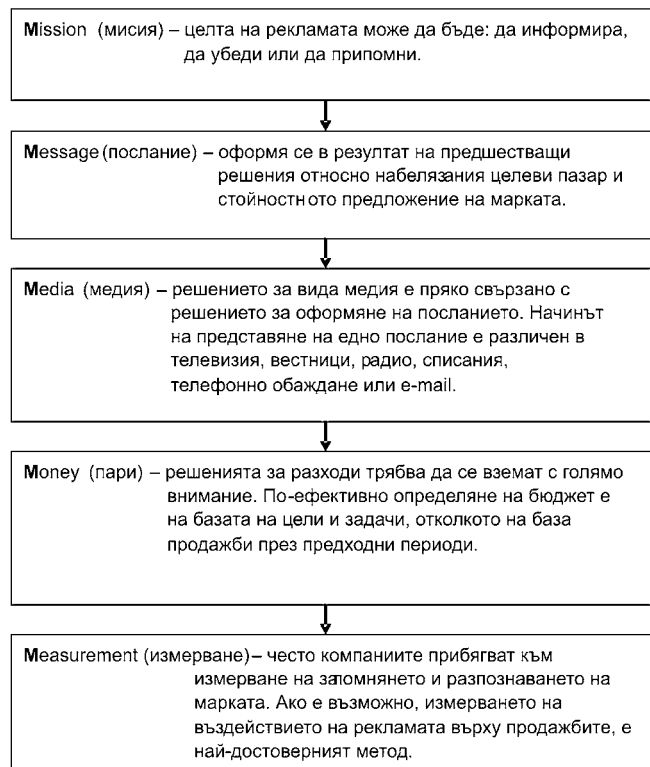 Mission (мисия) – целта на рекламата може да бъде: да информира,
да убеди или да припомни.
Message (послание) – оформя се в резултат на предшестващи
решения относно набелязания целеви пазар и
стойностното предложение на марката.
Media (медия) – решението за вида медия е пряко свързано с
решението за оформяне на посланието. Начинът
на представяне на едно послание е различен в
телевизия, вестници, радио, списания,
телефонно обаждане или e-mail.
Money (пари) – решенията за разходи трябва да се вземат с голямо
внимание. По-ефективно определяне на бюджет е
на базата на цели и задачи, отколкото на база
продажби през предходни периоди.
Measurement (измерване) – често компаниите прибягват към
измерване на запомнянето и разпознаването на
марката. Ако е възможно, измерването на
въздействието на рекламата върху продажбите, е
най-достоверният метод.